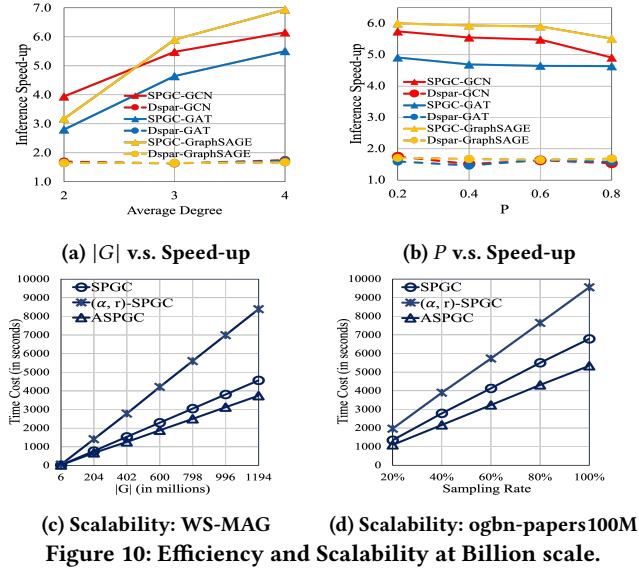 Inference Speed-up
7.0
6.0
5.0
4.0
3.0
2.0
1.0
SPGC-GCN
Dspar-GCN
SPGC-GAT
Dspar-GAT
SPGC-GraphSAGE
Dspar-GraphSAGE
2 3 4
Average Degree
(a) |G| v.s. Speed-up
Inference Speed-up
6.0
5.0
4.0
3.0
2.0
1.0
SPGC-GCN
Dspar-GCN
SPGC-GAT
Dspar-GAT
SPGC-GraphSAGE
Dspar-GraphSAGE
0.2 0.4 0.6 0.8
P
(b) P v.s. Speed-up
Time Cost (in seconds)
10000
9000
8000
7000
6000
5000
4000
3000
2000
1000
0
SPGC
(α, r)-SPGC
ASPGC
6 204 402 600 798 996 1194
|G| (in millions)
(c) Scalability: WS-MAG
Time Cost (in seconds)
10000
9000
8000
7000
6000
5000
4000
3000
2000
1000
0
SPGC
(α, r)-SPGC
ASPGC
20% 40% 60% 80% 100%
Sampling Rate
(d) Scalability: ogbn-papers100M
Figure 10: Efficiency and Scalability at Billion scale.